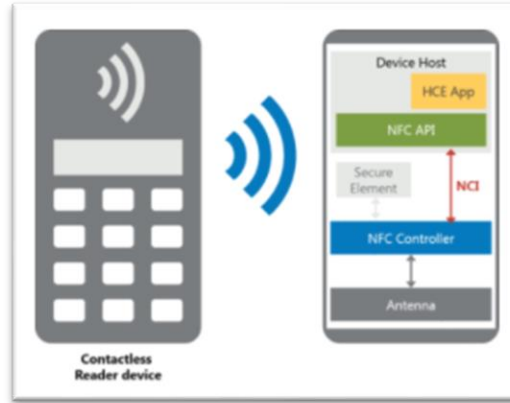 Device Host
HCE App
NFC API
Secure
Element
NCI
NFC Controller
Antenna
Contactless
Reader device